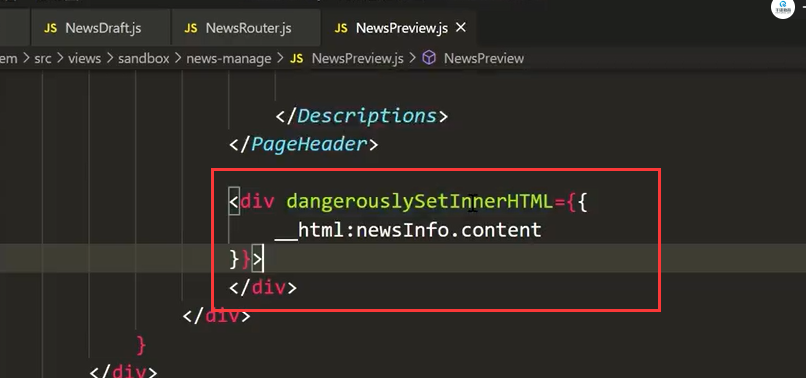 JS NewsDraft.js JS NewsRouter.js JS NewsPreview.js ×
em > src > views > sandbox > news-manage > JS NewsPreview.js > NewsPreview
</Descriptions>
</PageHeader>
<div dangerouslySetInnerHTML={{
__html:newsInfo.content
}}>
</div>
</div>
}
</div>